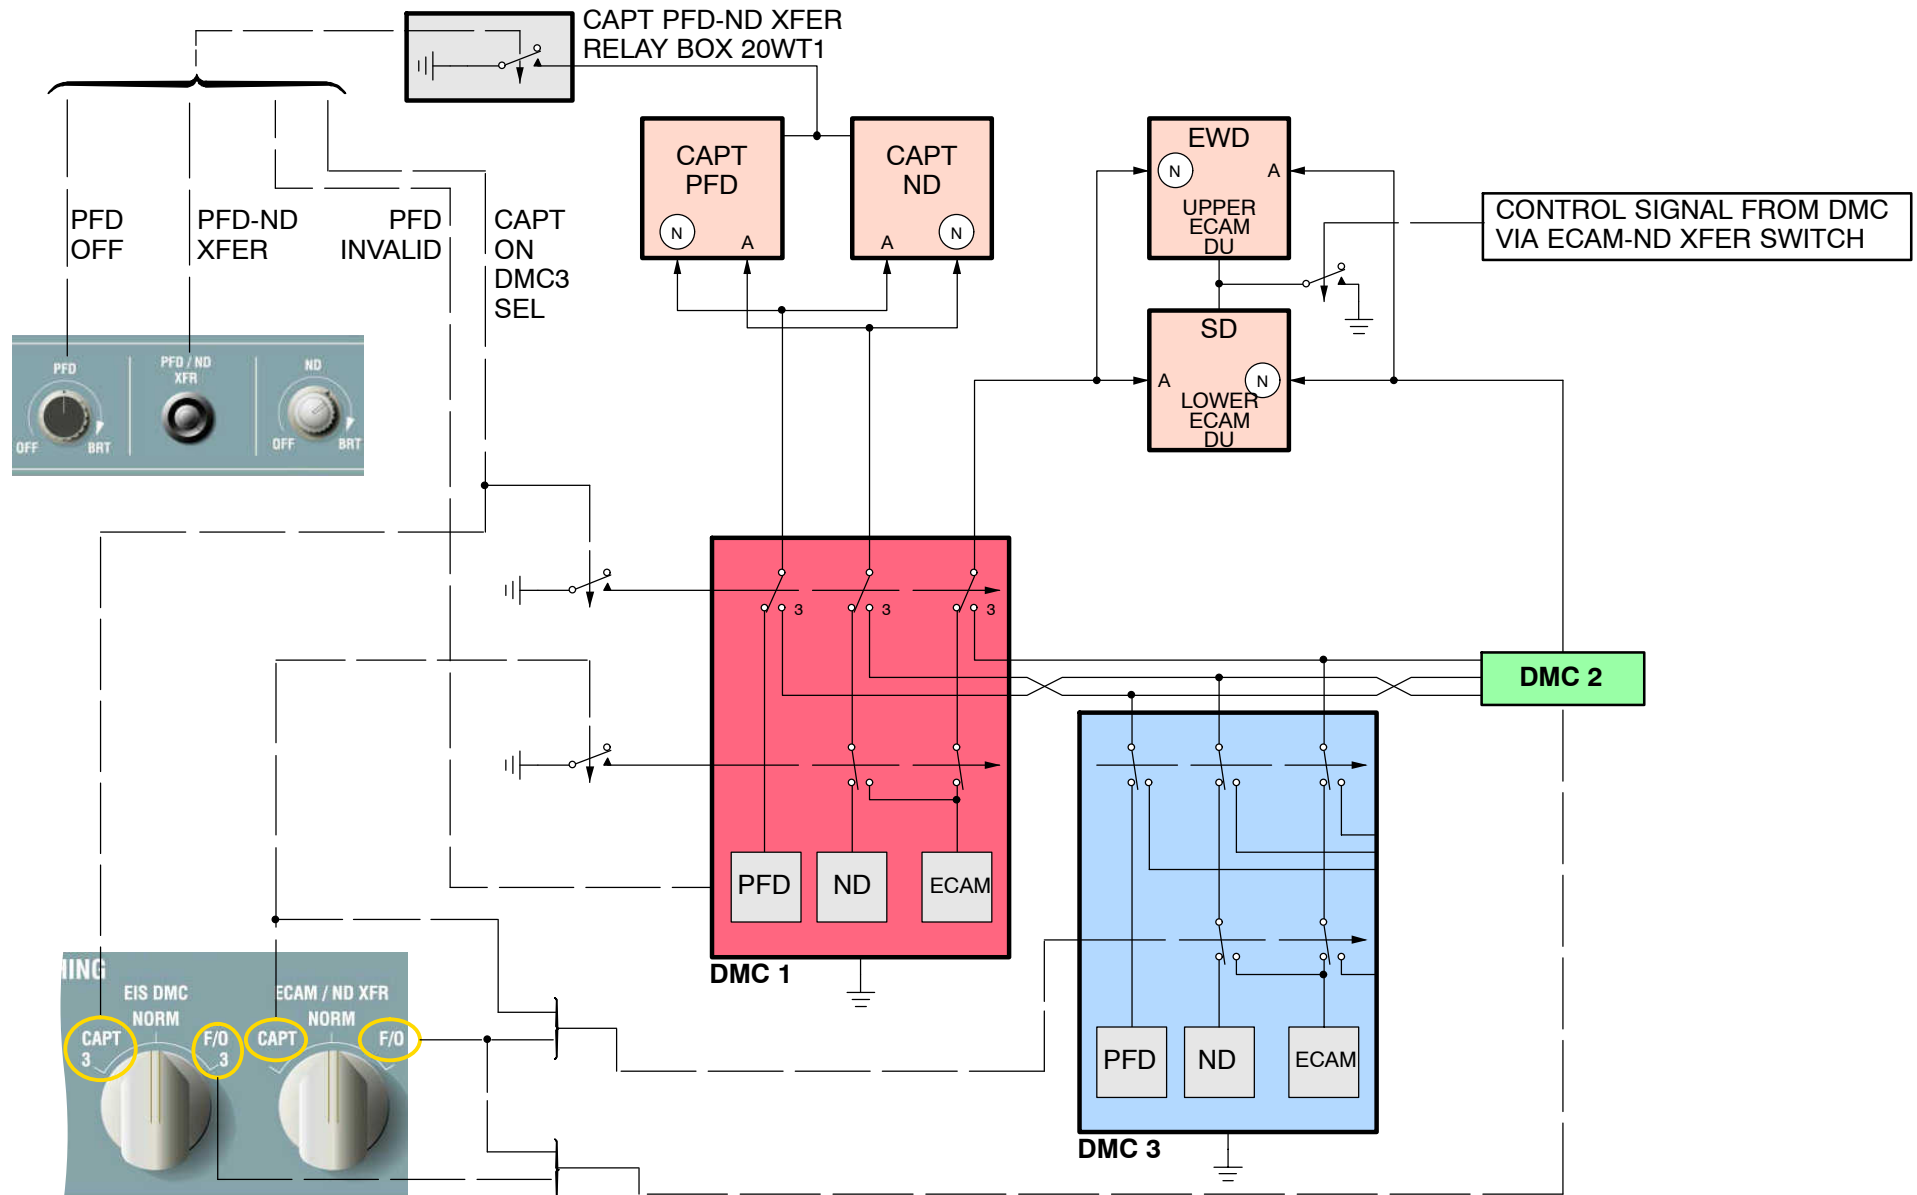 CAPT PFD-ND XFER
RELAY BOX 20WT1
CAPT
PFD
N
A
CAPT
ND
A
N
EWD
N
A
UPPER
ECAM
DU
CONTROL SIGNAL FROM DMC
VIA ECAM-ND XFER SWITCH
SD
A
N
LOWER
ECAM
DU
PFD
OFF
PFD-ND
XFER
PFD
INVALID
CAPT
ON
DMC3
SEL
PFD
OFF
BRT
PFD / ND
XFR
ND
OFF
BRT
3
3
3
PFD
ND
ECAM
DMC 1
DMC 2
PFD
ND
ECAM
DMC 3
HING
EIS DMC
NORM
CAPT
3
F/O
3
ECAM / ND XFR
NORM
CAPT
F/O